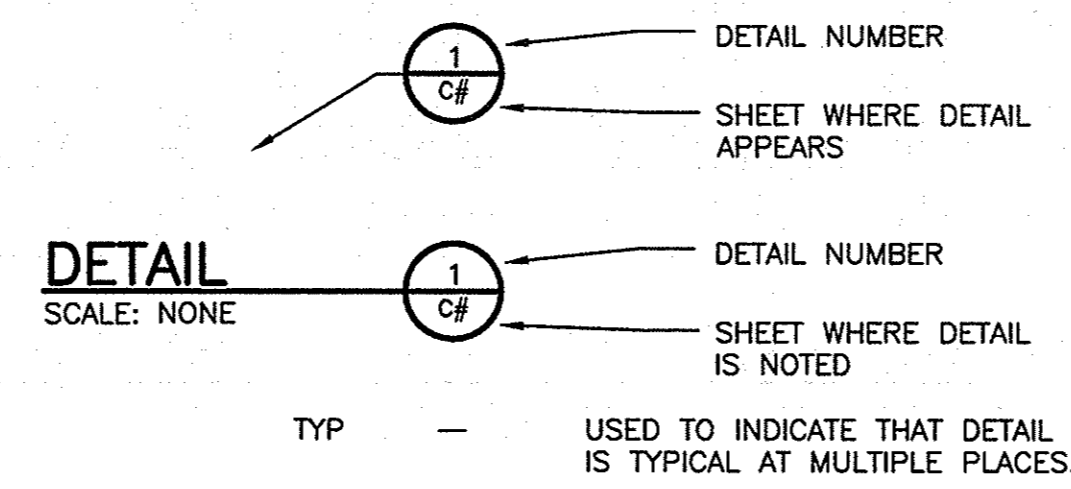 1
DETAIL NUMBER
C#
SHEET WHERE DETAIL
APPEARS
DETAIL
1
DETAIL NUMBER
SCALE: NONE
C#
SHEET WHERE DETAIL
IS NOTED
TYP — USED TO INDICATE THAT DETAIL
IS TYPICAL AT MULTIPLE PLACES.